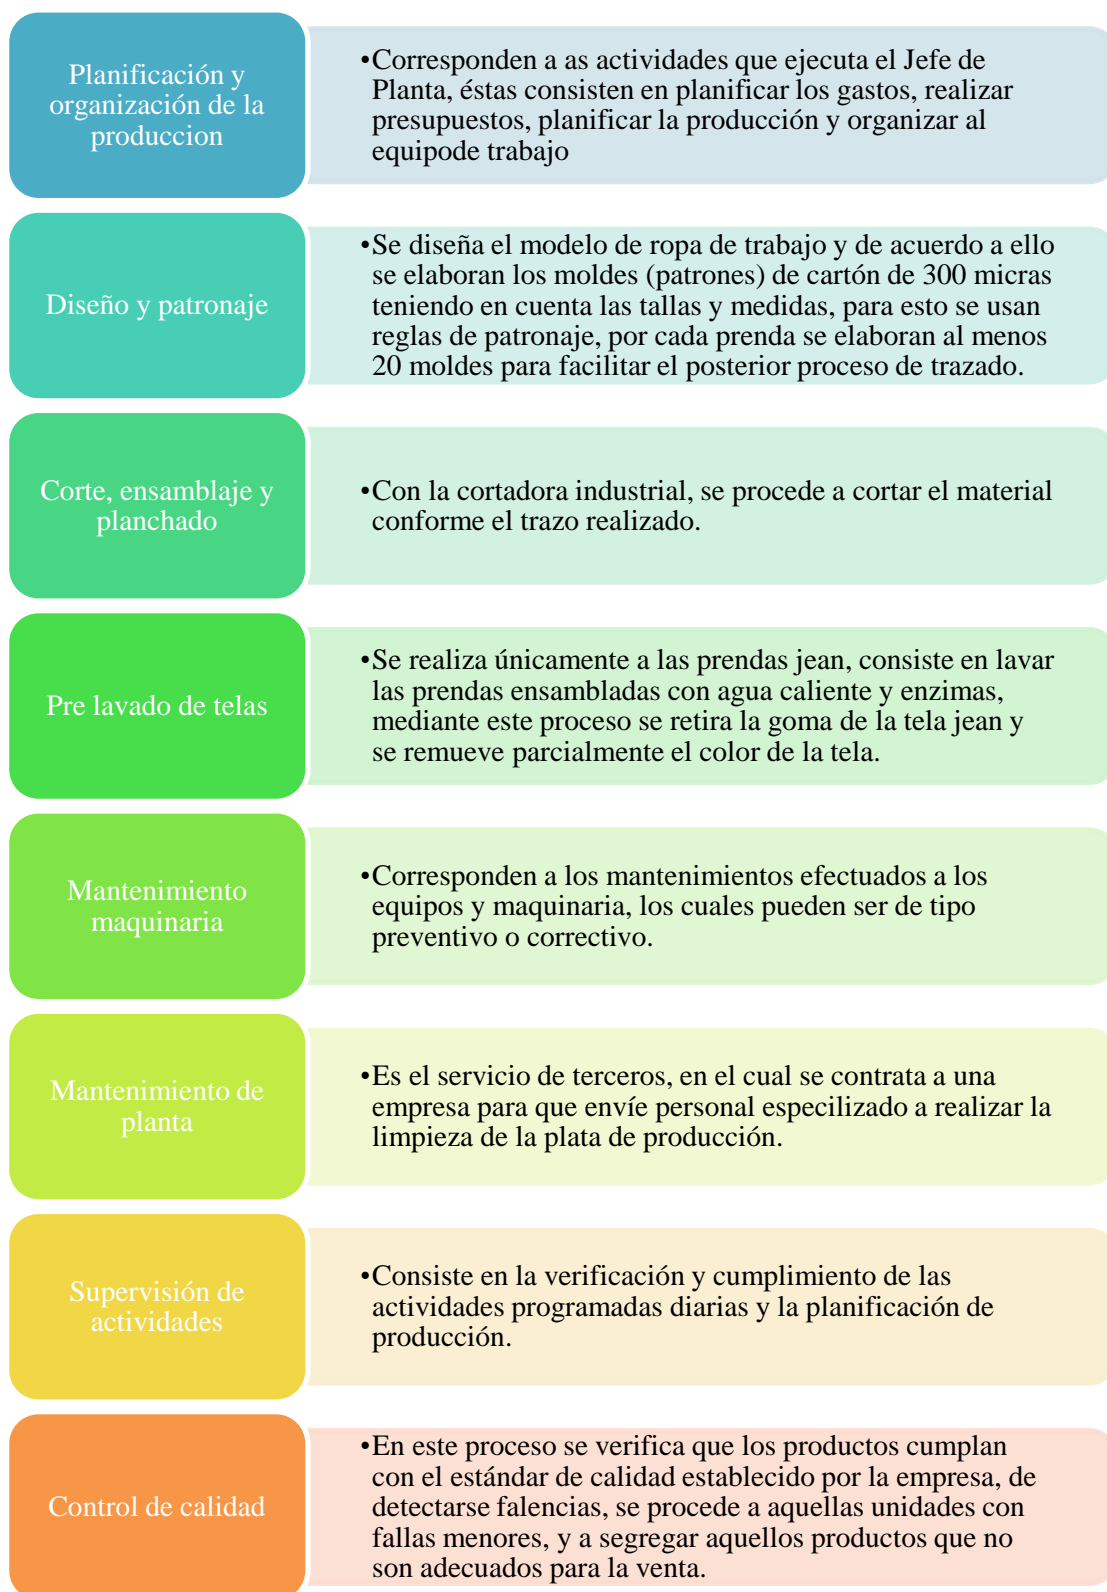 Planificación y
organización de la
produccion
•Corresponden a as actividades que ejecuta el Jefe de
Planta, éstas consisten en planificar los gastos, realizar
presupuestos, planificar la producción y organizar al
equipode trabajo
Diseño y patronaje
•Se diseña el modelo de ropa de trabajo y de acuerdo a ello
se elaboran los moldes (patrones) de cartón de 300 micras
teniendo en cuenta las tallas y medidas, para esto se usan
reglas de patronaje, por cada prenda se elaboran al menos
20 moldes para facilitar el posterior proceso de trazado.
Corte, ensamblaje y
planchado
•Con la cortadora industrial, se procede a cortar el material
conforme el trazo realizado.
Pre lavado de telas
•Se realiza únicamente a las prendas jean, consiste en lavar
las prendas ensambladas con agua caliente y enzimas,
mediante este proceso se retira la goma de la tela jean y
se remueve parcialmente el color de la tela.
Mantenimiento
maquinaria
•Corresponden a los mantenimientos efectuados a los
equipos y maquinaria, los cuales pueden ser de tipo
preventivo o correctivo.
Mantenimiento de
planta
•Es el servicio de terceros, en el cual se contrata a una
empresa para que envíe personal especilizado a realizar la
limpieza de la plata de producción.
Supervisión de
actividades
•Consiste en la verificación y cumplimiento de las
actividades programadas diarias y la planificación de
producción.
Control de calidad
•En este proceso se verifica que los productos cumplan
con el estándar de calidad establecido por la empresa, de
detectarse falencias, se procede a aquellas unidades con
fallas menores, y a segregar aquellos productos que no
son adecuados para la venta.